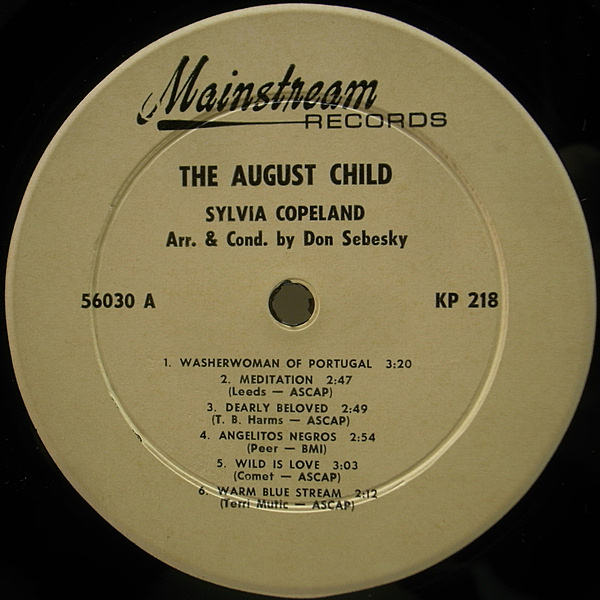 Mainstream
RECORDS
THE AUGUST CHILD
SYLVIA COPELAND
Arr. & Cond. by Don Sebesky
56030 A KP 218
1. WASHERWOMAN OF PORTUGAL 3:20
2. MEDITATION 2:47
(Leeds — ASCAP)
3. DEARLY BELOVED 2:49
(T. B. Harms — ASCAP)
4. ANGELITOS NEGROS 2:54
(Peer — BMI)
5. WILD IS LOVE 3:03
(Comet — ASCAP)
6. WARM BLUE STREAM 2:12
(Terri Mutic — ASCAP)